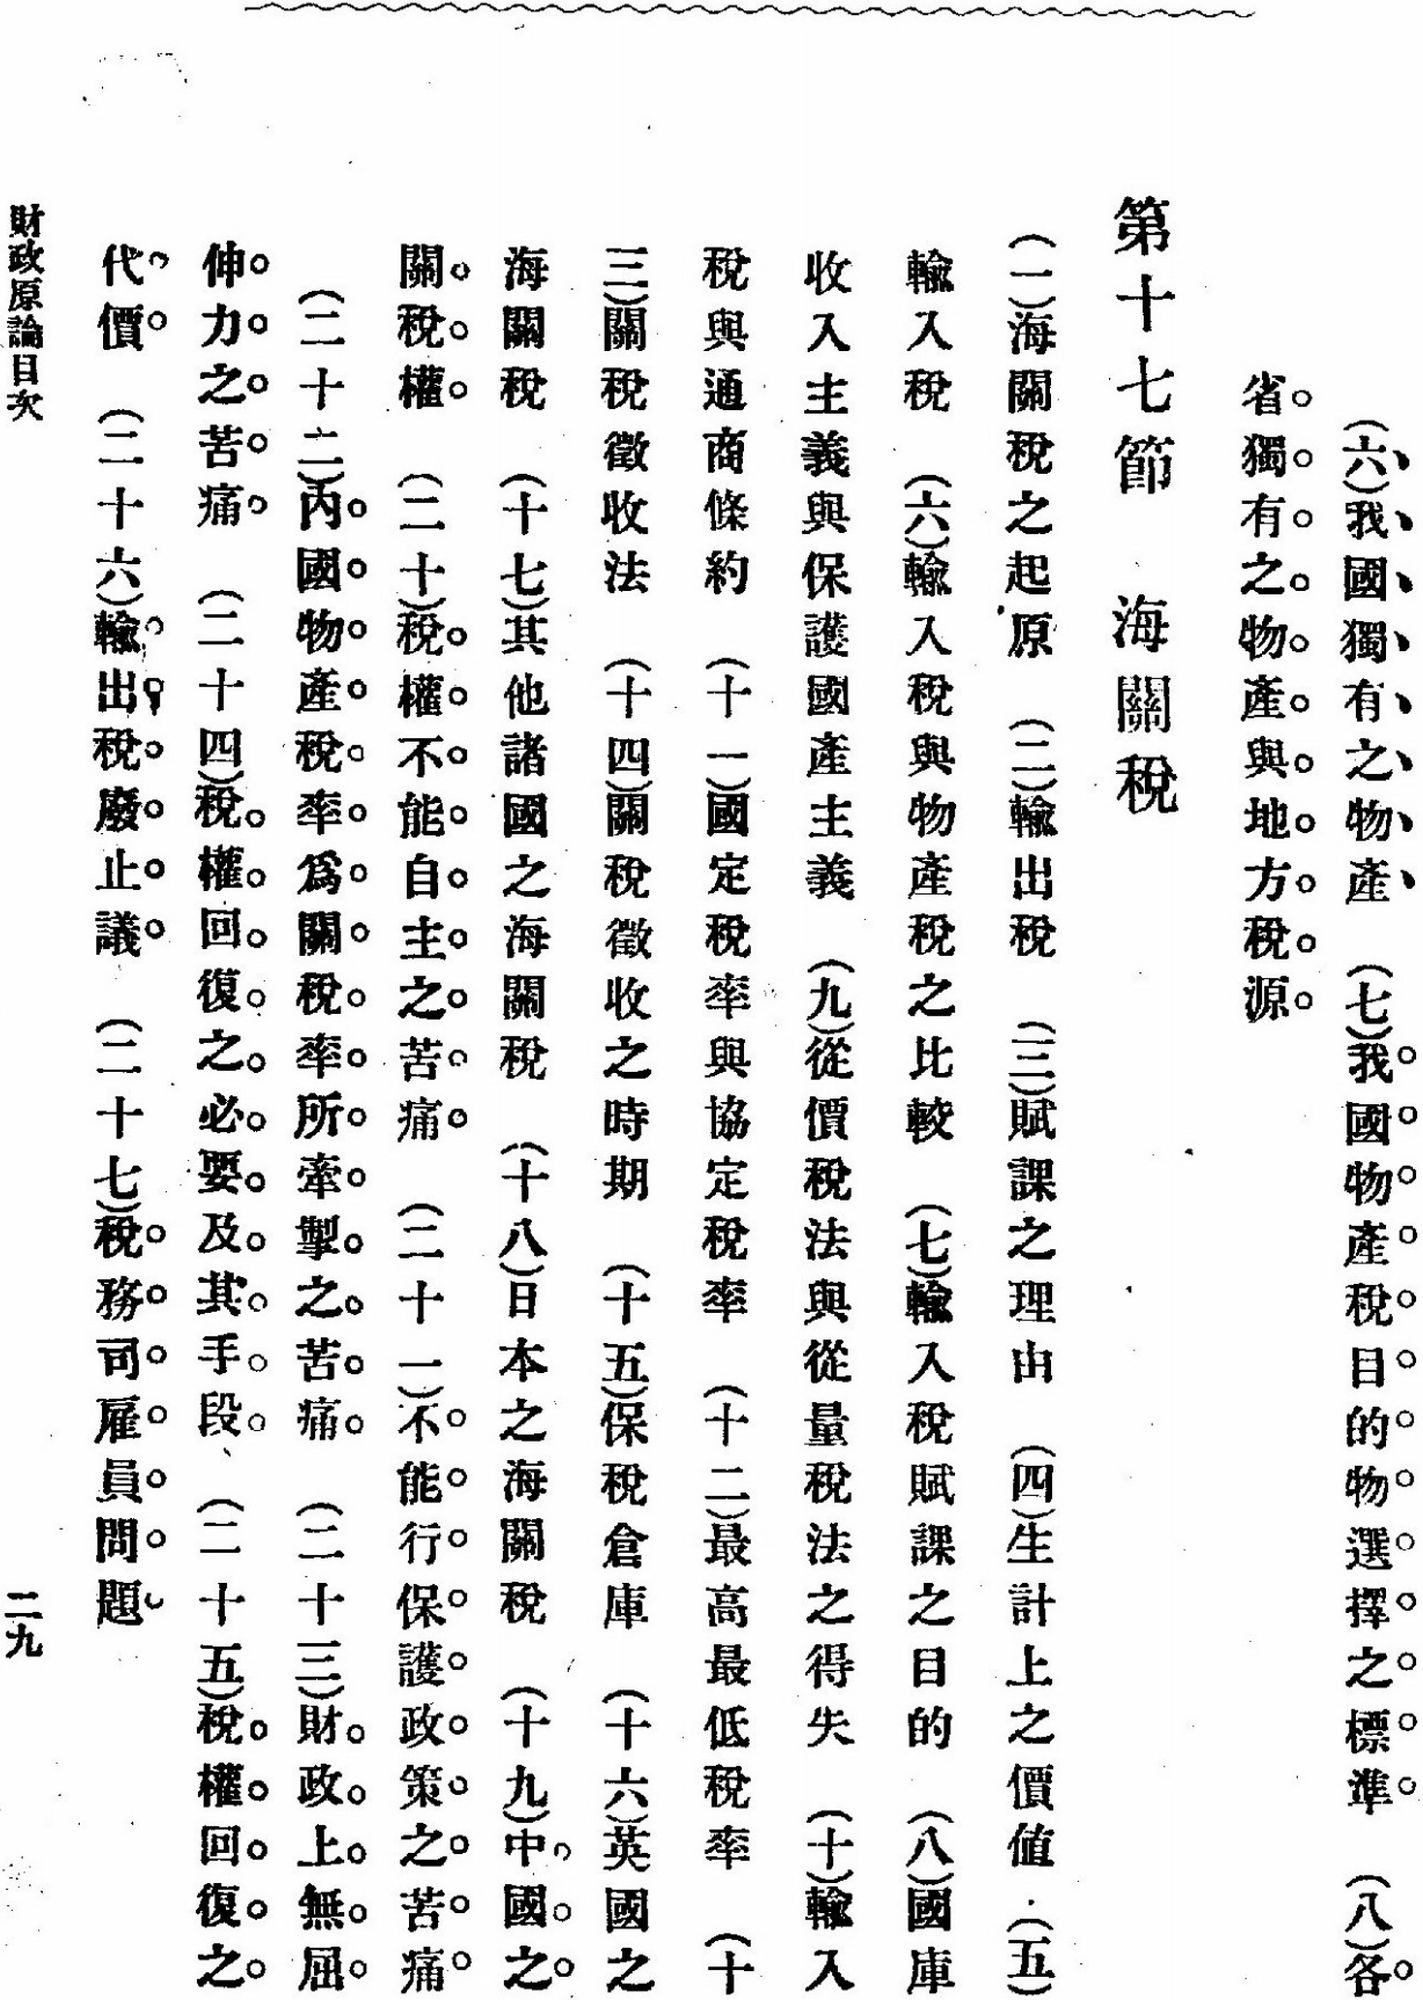 (六)我國獨有之物產　(七)我國物產稅目的物選擇之標準　(八)各
省獨有之物產與地方稅源
第十七節　海關稅
(一)海關稅之起原　(二)輸出稅　(三)賦課之理由　(四)生計上之價値・(五)
輸入稅　(六)輸入稅與物產稅之比較　(七)輸入稅賦課之目的　(八)國庫
收入主義與保護國產主義　(九)從價稅法與從量稅法之得失　(十)輸入
稅與通商條約　(十一)國定稅率與協定稅率　(十二)最高最低稅率　(十
三)關稅徵收法　(十四)關稅徵收之時期　(十五)保稅倉庫　(十六)英國之
海關稅　(十七)其他諸國之海關稅　(十八)日本之海關稅　(十九)中國之
關稅權　(二十)稅權不能自主之苦痛　(二十一)不能行保護政策之苦痛
(二十二)內國物產稅率爲關稅率所牽掣之苦痛　(二十三)財政上無屈
伸力之苦痛　(二十四)稅權回復之必要及其手段　(二十五)稅權回復之
代價　(二十六)輸出稅廢止議　(二十七)稅務司雇員問題
財政原論目次　二九